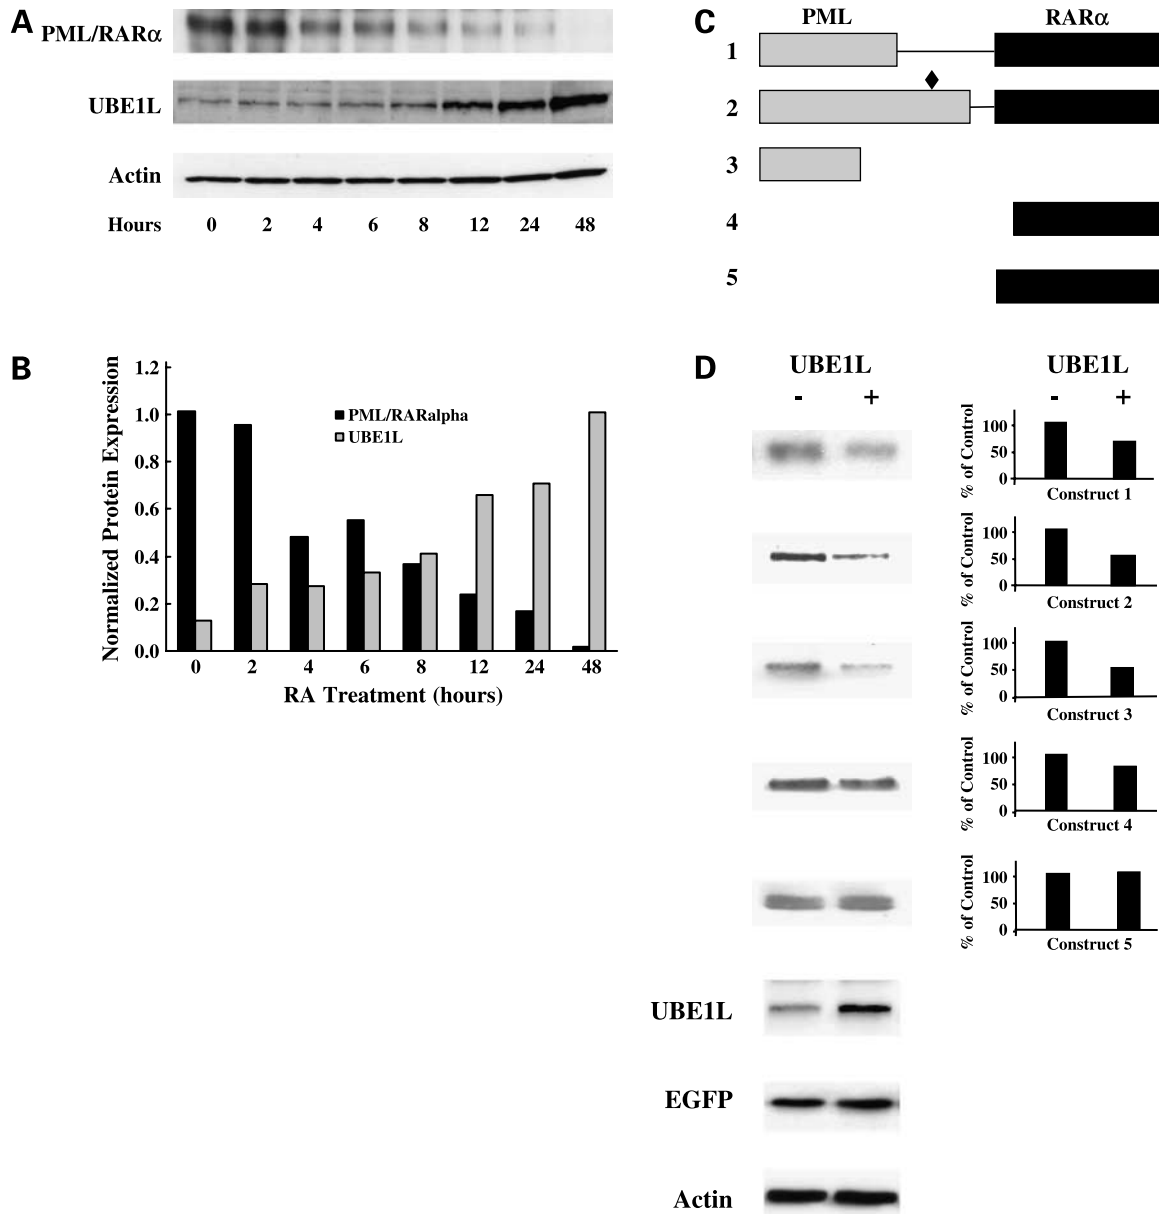 A
PML/RARα
UBE1L
Actin
Hours 0 2 4 6 8 12 24 48
B
Normalized Protein Expression
1.2
1.0
0.8
0.6
0.4
0.2
0.0
PML/RARalpha
UBE1L
0 2 4 6 8 12 24 48
RA Treatment (hours)
C
PML RARα
1
2
3
4
5
D
UBE1L UBE1L
- + - +
% of Control
100
50
0
Construct 1
% of Control
100
50
0
Construct 2
% of Control
100
50
0
Construct 3
% of Control
100
50
0
Construct 4
% of Control
100
50
0
Construct 5
UBE1L
EGFP
Actin